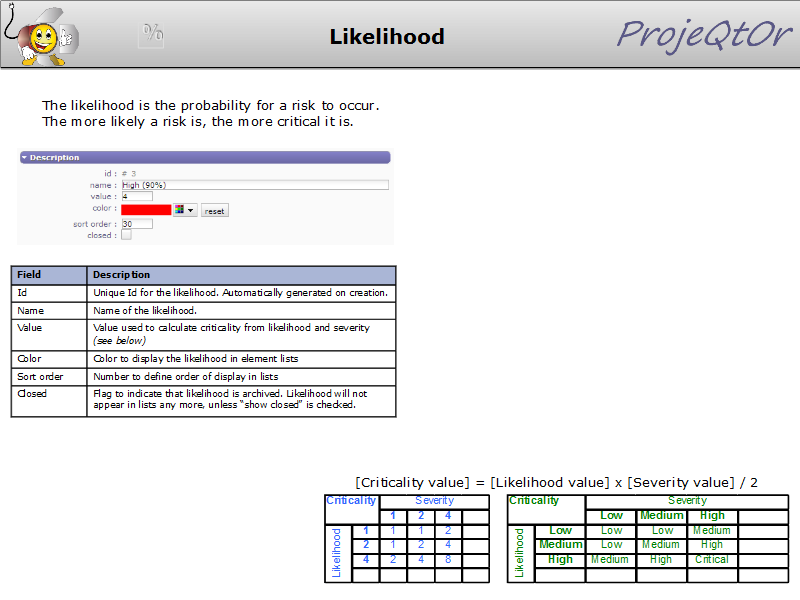 Likelihood
ProjeQtOr
%
The likelihood is the probability for a risk to occur.
The more likely a risk is, the more critical it is.
Description
id : # 3
name : High (90%)
value : 4
color : reset
sort order : 30
closed :
Field Description
Id Unique Id for the likelihood. Automatically generated on creation.
Name Name of the likelihood.
Value Value used to calculate criticality from likelihood and severity
(see below)
Color Color to display the likelihood in element lists
Sort order Number to define order of display in lists
Closed Flag to indicate that likelihood is archived. Likelihood will not
appear in lists any more, unless “show closed” is checked.
[Criticality value] = [Likelihood value] x [Severity value] / 2
Criticality Severity
1 2 4
Likelihood
1 1 1 2
2 1 2 4
4 2 4 8
Criticality Severity
Low Medium High
Likelihood
Low Low Low Medium
Medium Low Medium High
High Medium High Critical